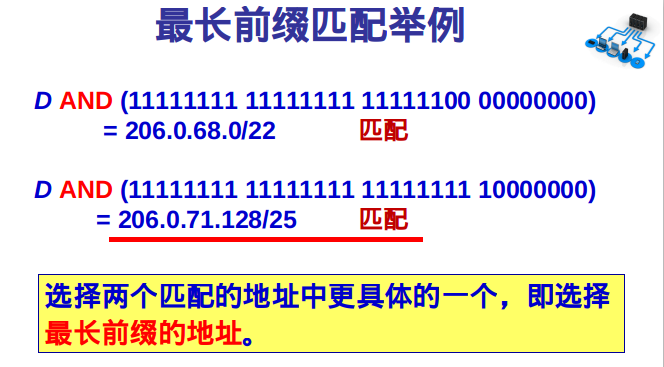 最长前缀匹配举例
D AND (11111111 11111111 11111100 00000000)
= 206.0.68.0/22 匹配
D AND (11111111 11111111 11111111 10000000)
= 206.0.71.128/25 匹配
选择两个匹配的地址中更具体的一个，即选择
最长前缀的地址。